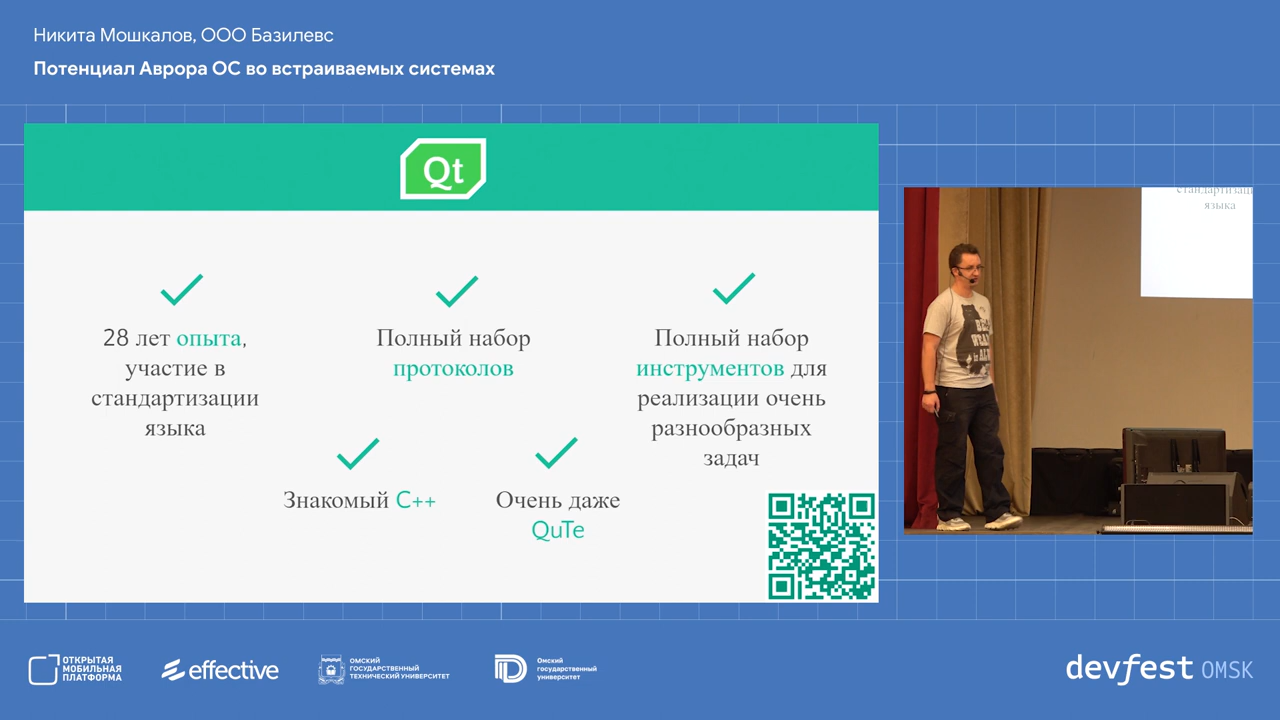 Никита Мошкалов, ООО Базилевс
Потенциал Аврора ОС во встраиваемых системах
Qt
28 лет опыта,
участие в
стандартизации
языка
Полный набор
протоколов
Полный набор
инструментов для
реализации очень
разнообразных
задач
Знакомый C++
Очень даже
QuTe
стандартизаци
языка
ОТКРЫТАЯ
МОБИЛЬНАЯ
ПЛАТФОРМА
effective
ОМСКИЙ
ГОСУДАРСТВЕННЫЙ
ТЕХНИЧЕСКИЙ УНИВЕРСИТЕТ
Омский
государственный
университет
devfest OMSK